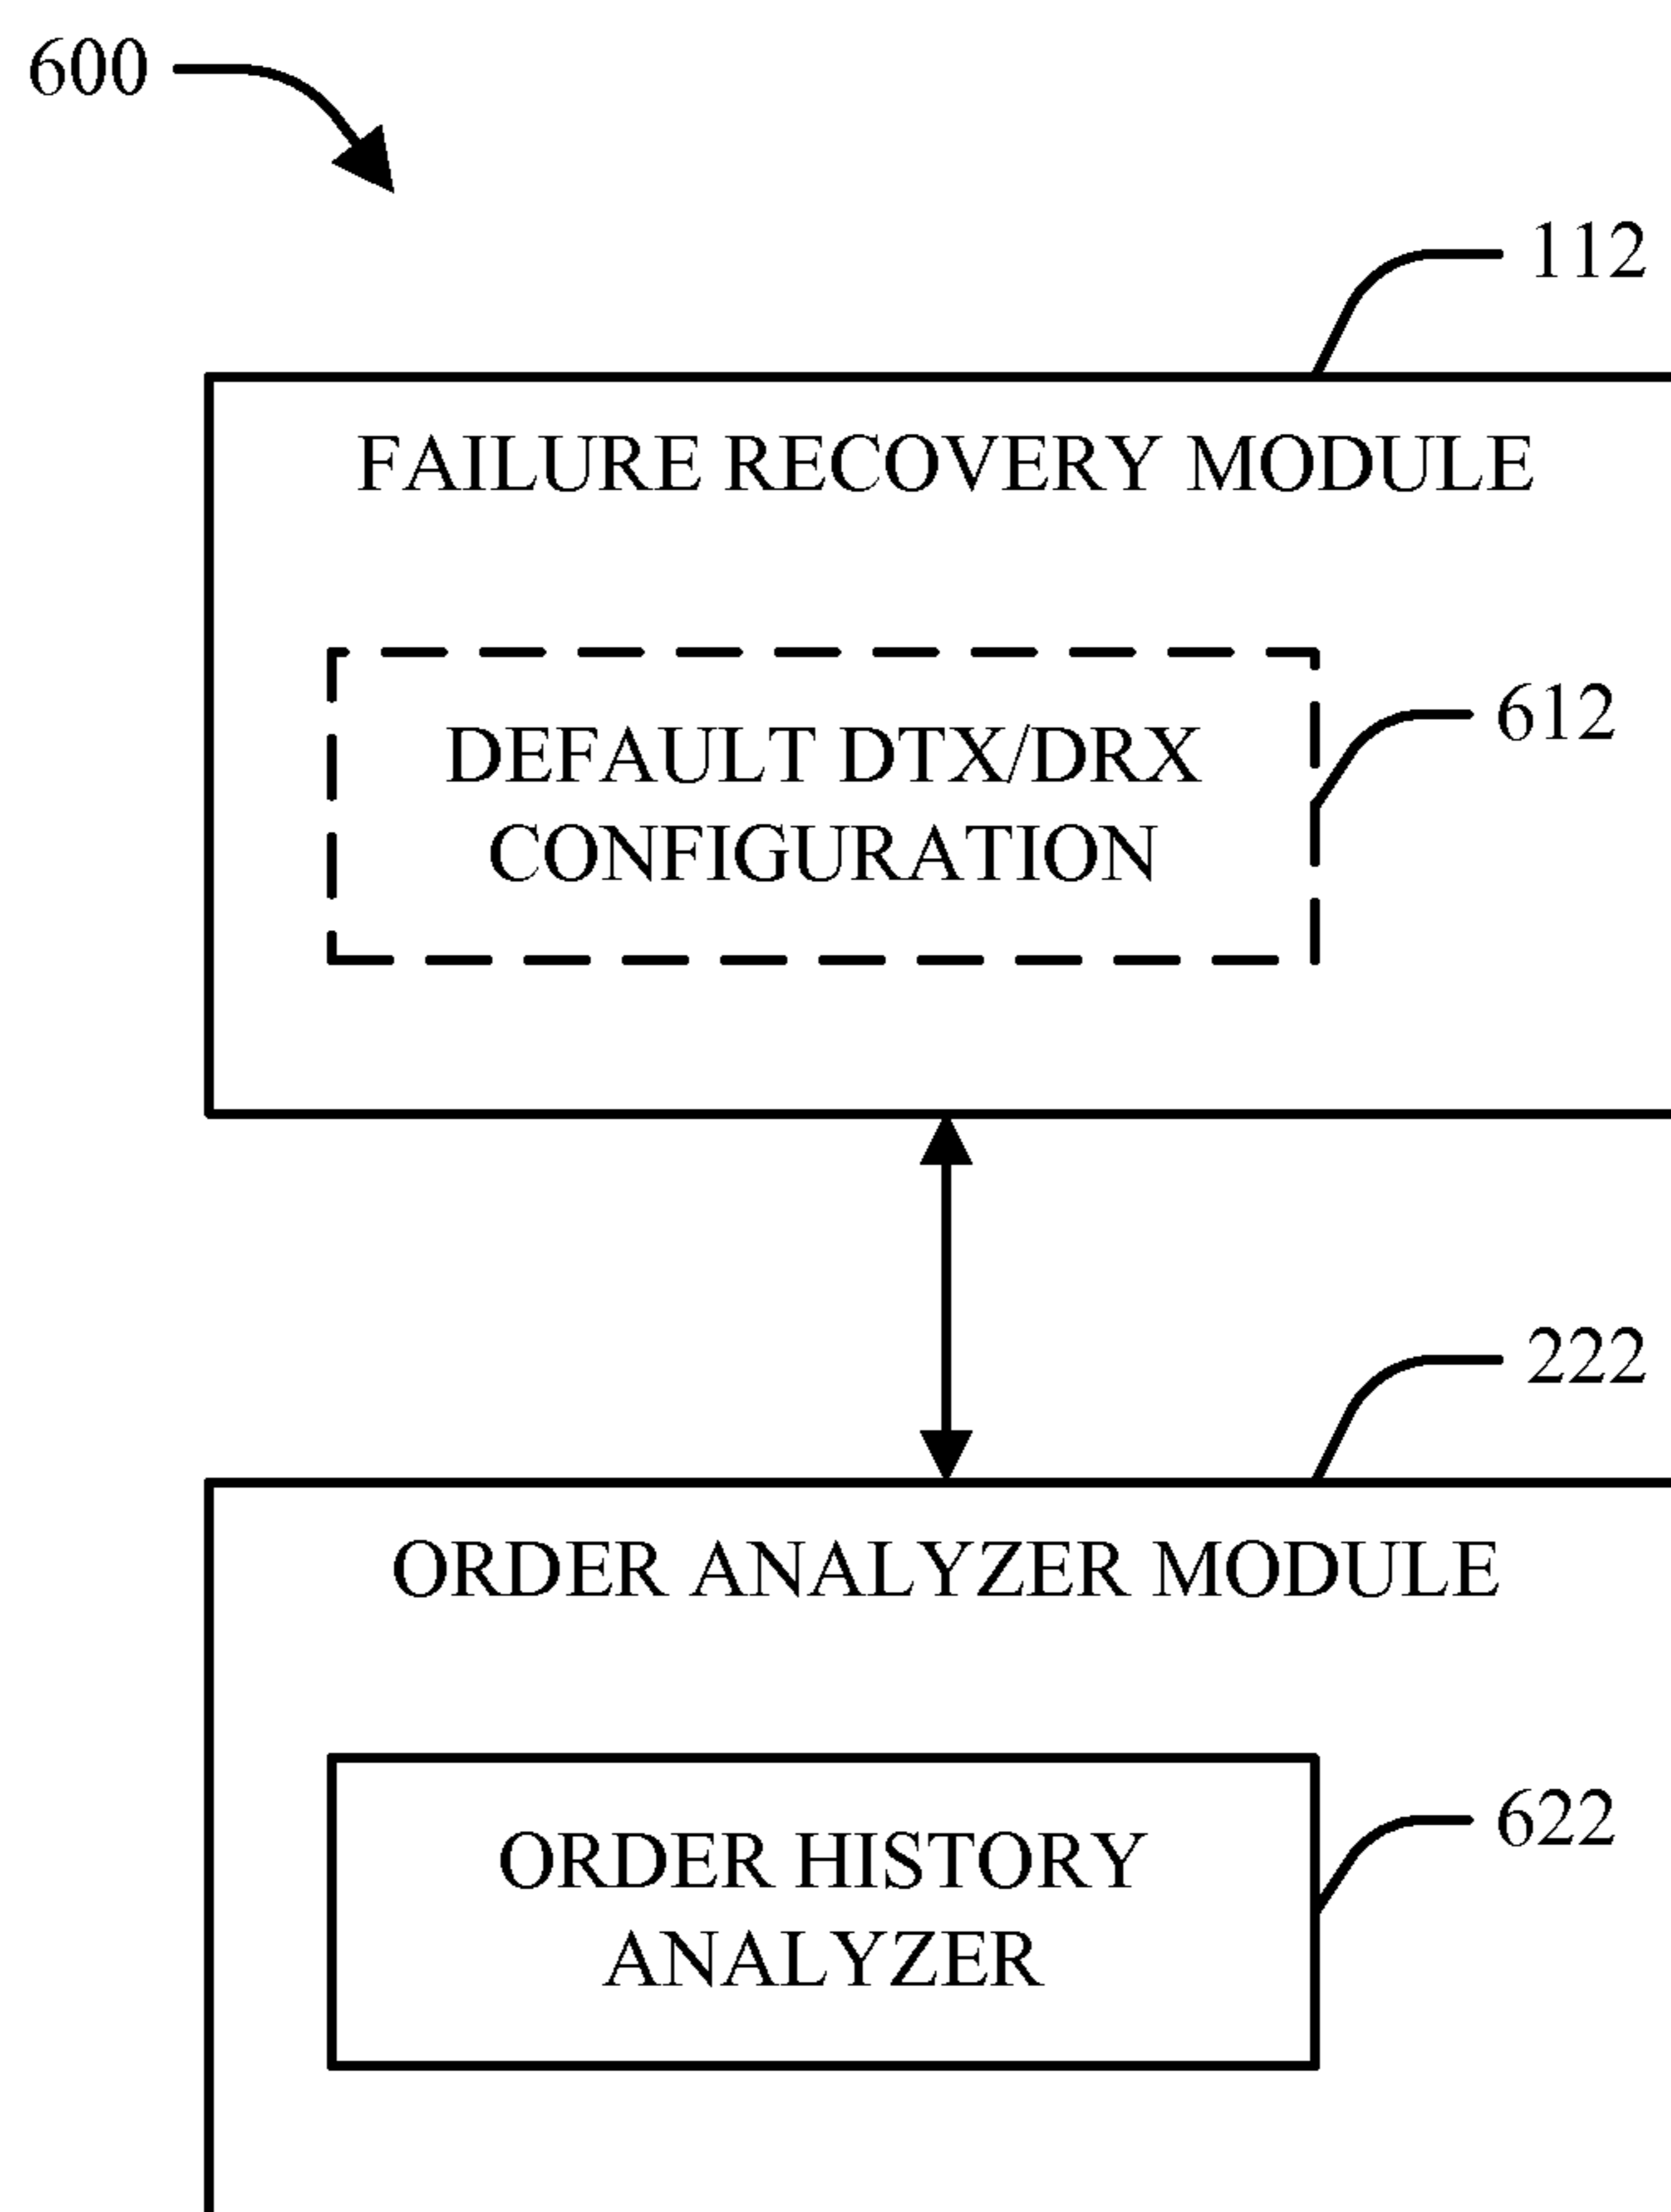 600
112
FAILURE RECOVERY MODULE
DEFAULT DTX/DRX
CONFIGURATION
612
222
ORDER ANALYZER MODULE
ORDER HISTORY
ANALYZER
622